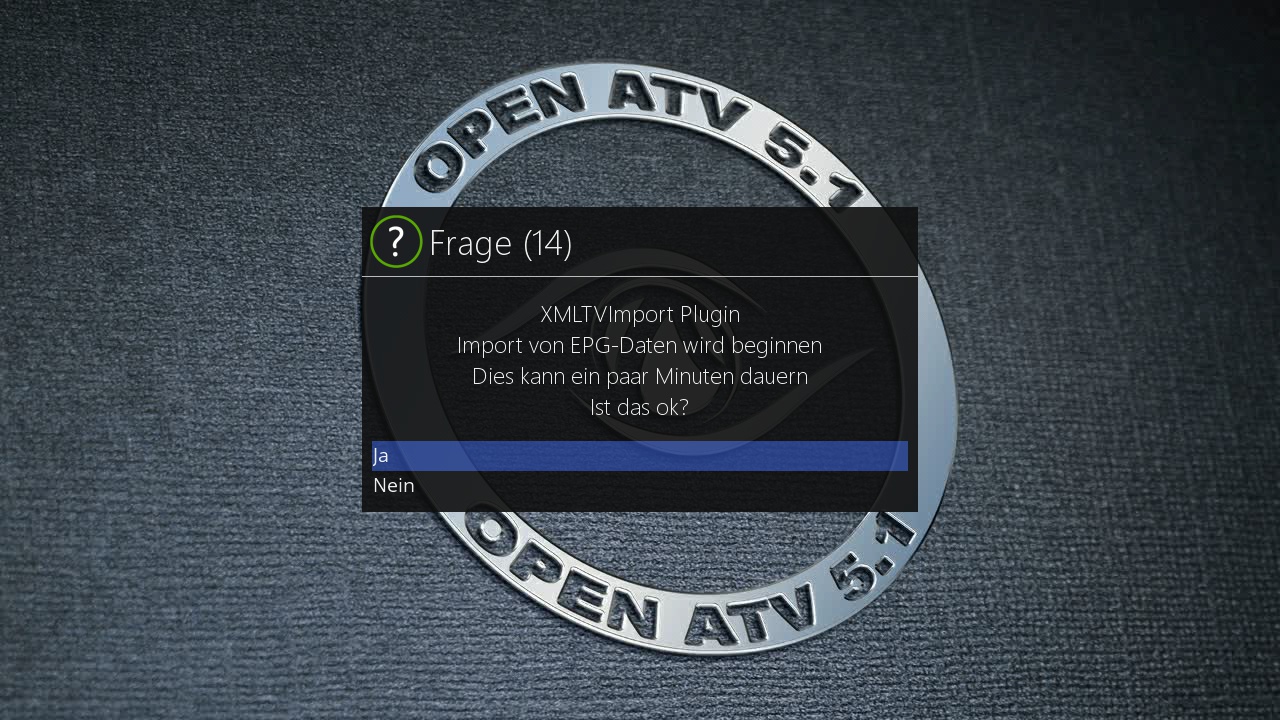 OPEN ATV 5.1
? Frage (14)
XMLTVImport Plugin
Import von EPG-Daten wird beginnen
Dies kann ein paar Minuten dauern
Ist das ok?
Ja
Nein
OPEN ATV 5.1